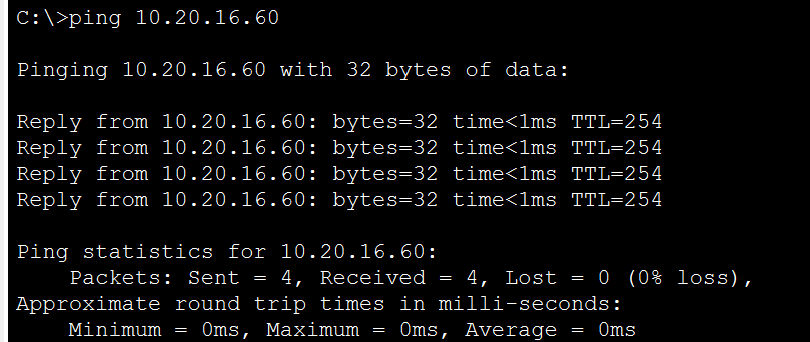 C:\>ping 10.20.16.60
Pinging 10.20.16.60 with 32 bytes of data:
Reply from 10.20.16.60: bytes=32 time<1ms TTL=254
Reply from 10.20.16.60: bytes=32 time<1ms TTL=254
Reply from 10.20.16.60: bytes=32 time<1ms TTL=254
Reply from 10.20.16.60: bytes=32 time<1ms TTL=254
Ping statistics for 10.20.16.60:
    Packets: Sent = 4, Received = 4, Lost = 0 (0% loss),
Approximate round trip times in milli-seconds:
    Minimum = 0ms, Maximum = 0ms, Average = 0ms